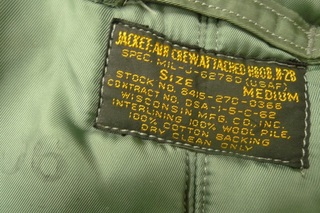 JACKET: AIR CREW ATTACHED HOOD, N-2B
SPEC. MIL-J-6278D (USAF)
SIZE
MEDIUM
STOCK NO. 8415-270-0366
CONTRACT NO. DSA-1-5-C-62
WISCONSIN MFG. CO., INC.
INTERLINING 100% WOOL PILE,
100% COTTON BACKING
DRY CLEAN ONLY